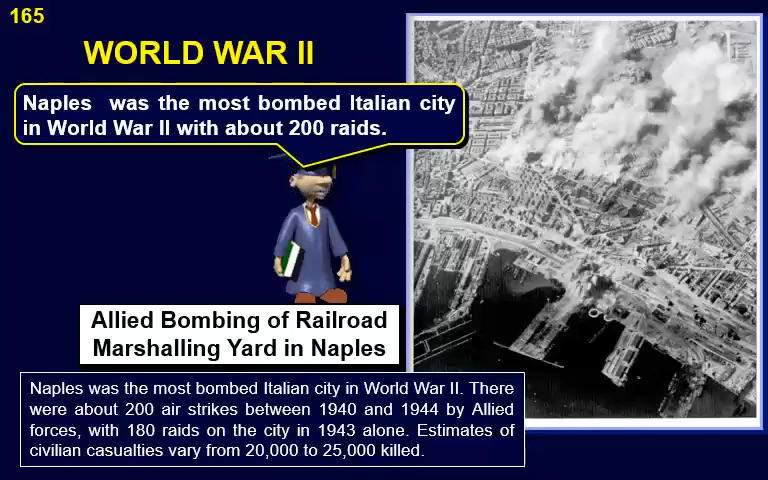 165
WORLD WAR II
Naples was the most bombed Italian city
in World War II with about 200 raids.
Allied Bombing of Railroad
Marshalling Yard in Naples
Naples was the most bombed Italian city in World War II. There
were about 200 air strikes between 1940 and 1944 by Allied
forces, with 180 raids on the city in 1943 alone. Estimates of
civilian casualties vary from 20,000 to 25,000 killed.